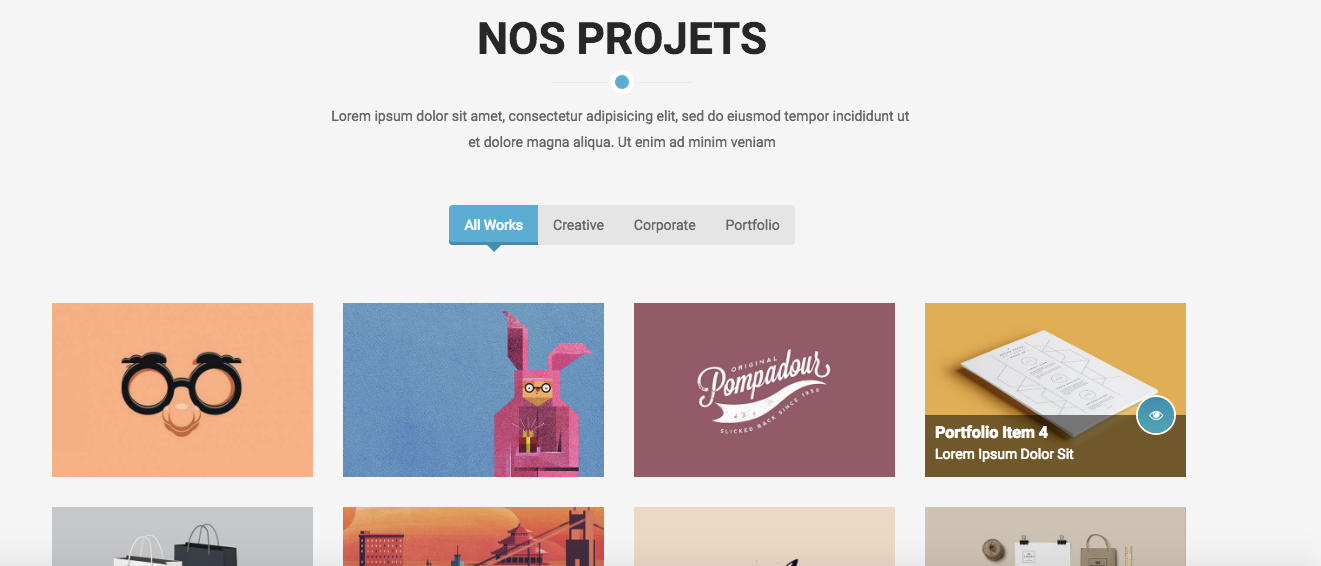 NOS PROJETS
Lorem ipsum dolor sit amet, consectetur adipisicing elit, sed do eiusmod tempor incididunt ut
et dolore magna aliqua. Ut enim ad minim veniam
All Works Creative Corporate Portfolio
ORIGINAL
Pompadour
SLICKED BACK SINCE 1950
Portfolio Item 4
Lorem Ipsum Dolor Sit